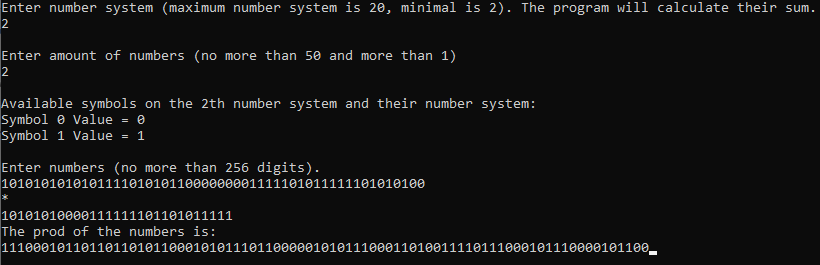 Enter number system (maximum number system is 20, minimal is 2). The program will calculate their sum.
2
Enter amount of numbers (no more than 50 and more than 1)
2
Available symbols on the 2th number system and their number system:
Symbol 0 Value = 0
Symbol 1 Value = 1
Enter numbers (no more than 256 digits).
10101010101011110101011000000000111110101111110101​0100
*
10101010000111111101101011111
The prod of the numbers is:
111000101101101101011000101011101100000101011100011010011110111000101110000101100